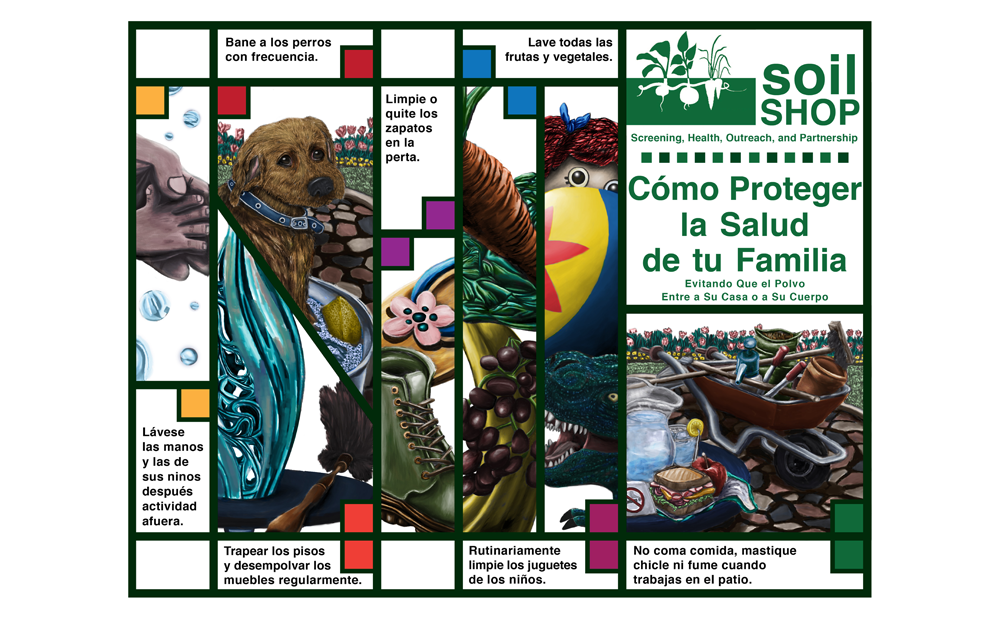 Bane a los perros
con frecuencia.
Lave todas las
frutas y vegetales.
Limpie o
quite los
zapatos
en la
perta.
soil
SHOP
Screening, Health, Outreach, and Partnership
Cómo Proteger
la Salud
de tu Familia
Evitando Que el Polvo
Entre a Su Casa o a Su Cuerpo
Lávese
las manos
y las de
sus ninos
después
actividad
afuera.
Trapear los pisos
y desempolvar los
muebles regularmente.
Rutinariamente
limpie los juguetes
de los niños.
No coma comida, mastique
chicle ni fume cuando
trabajas en el patio.